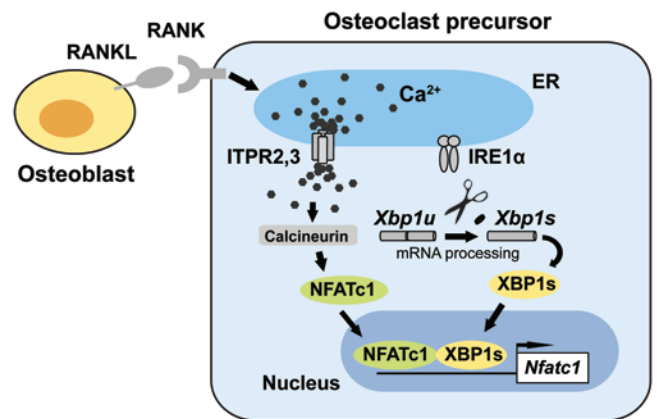 Osteoclast precursor
RANK
RANKL
Ca2+
ER
Osteoblast
ITPR2,3
IRE1α
Xbp1u
Xbp1s
Calcineurin
mRNA processing
NFATc1
XBP1s
NFATc1
XBP1s
Nfatc1
Nucleus